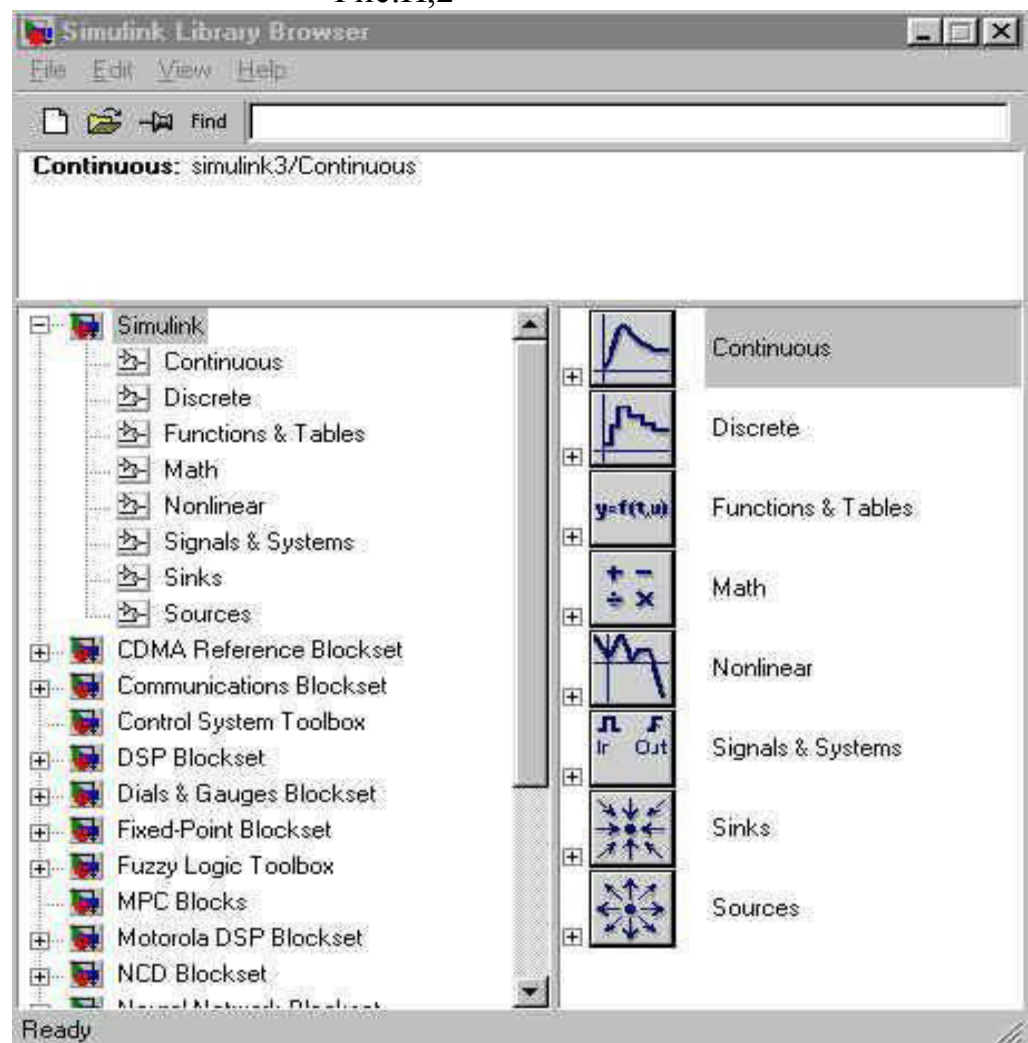 Simulink Library Browser
File Edit View Help
Find
Continuous: simulink3/Continuous
Simulink
Continuous
Discrete
Functions & Tables
Math
Nonlinear
Signals & Systems
Sinks
Sources
CDMA Reference Blockset
Communications Blockset
Control System Toolbox
DSP Blockset
Dials & Gauges Blockset
Fixed-Point Blockset
Fuzzy Logic Toolbox
MPC Blocks
Motorola DSP Blockset
NCD Blockset
Continuous
Discrete
y=f(t,u)
Functions & Tables
+ -
÷ ×
Math
Nonlinear
In Out
Signals & Systems
Sinks
Sources
Ready